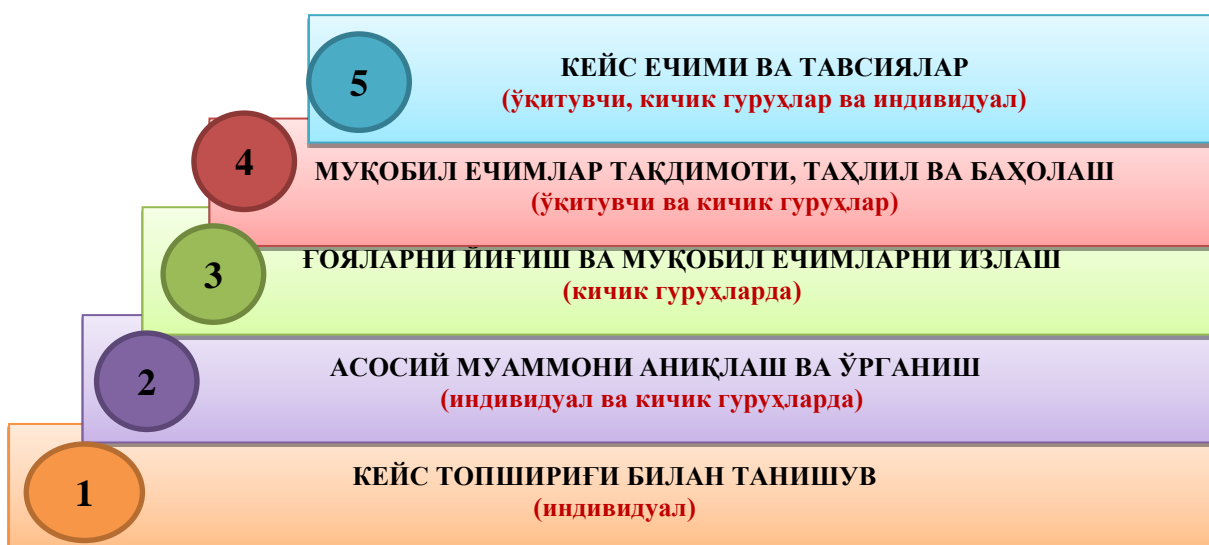 5
КЕЙС ЕЧИМИ ВА ТАВСИЯЛАР
(ўқитувчи, кичик гуруҳлар ва индивидуал)
4
МУҚОБИЛ ЕЧИМЛАР ТАҚДИМОТИ, ТАҲЛИЛ ВА БАҲОЛАШ
(ўқитувчи ва кичик гуруҳлар)
3
ҒОЯЛАРНИ ЙИҒИШ ВА МУҚОБИЛ ЕЧИМЛАРНИ ИЗЛАШ
(кичик гуруҳларда)
2
АСОСИЙ МУАММОНИ АНИҚЛАШ ВА ЎРГАНИШ
(индивидуал ва кичик гуруҳларда)
1
КЕЙС ТОПШИРИҒИ БИЛАН ТАНИШУВ
(индивидуал)